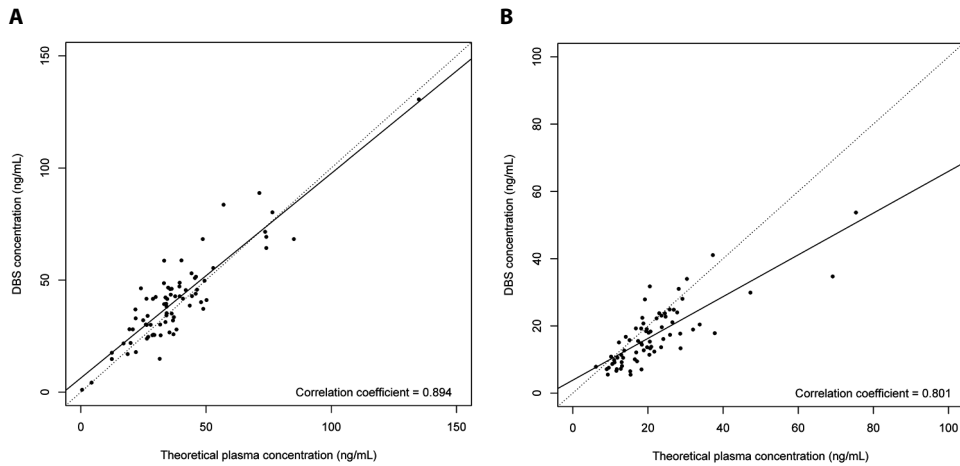 A
150
100
50
0
DBS concentration (ng/mL)
Correlation coefficient = 0.894
0 50 100 150
Theoretical plasma concentration (ng/mL)
B
100
80
60
40
20
0
DBS concentration (ng/mL)
Correlation coefficient = 0.801
0 20 40 60 80 100
Theoretical plasma concentration (ng/mL)